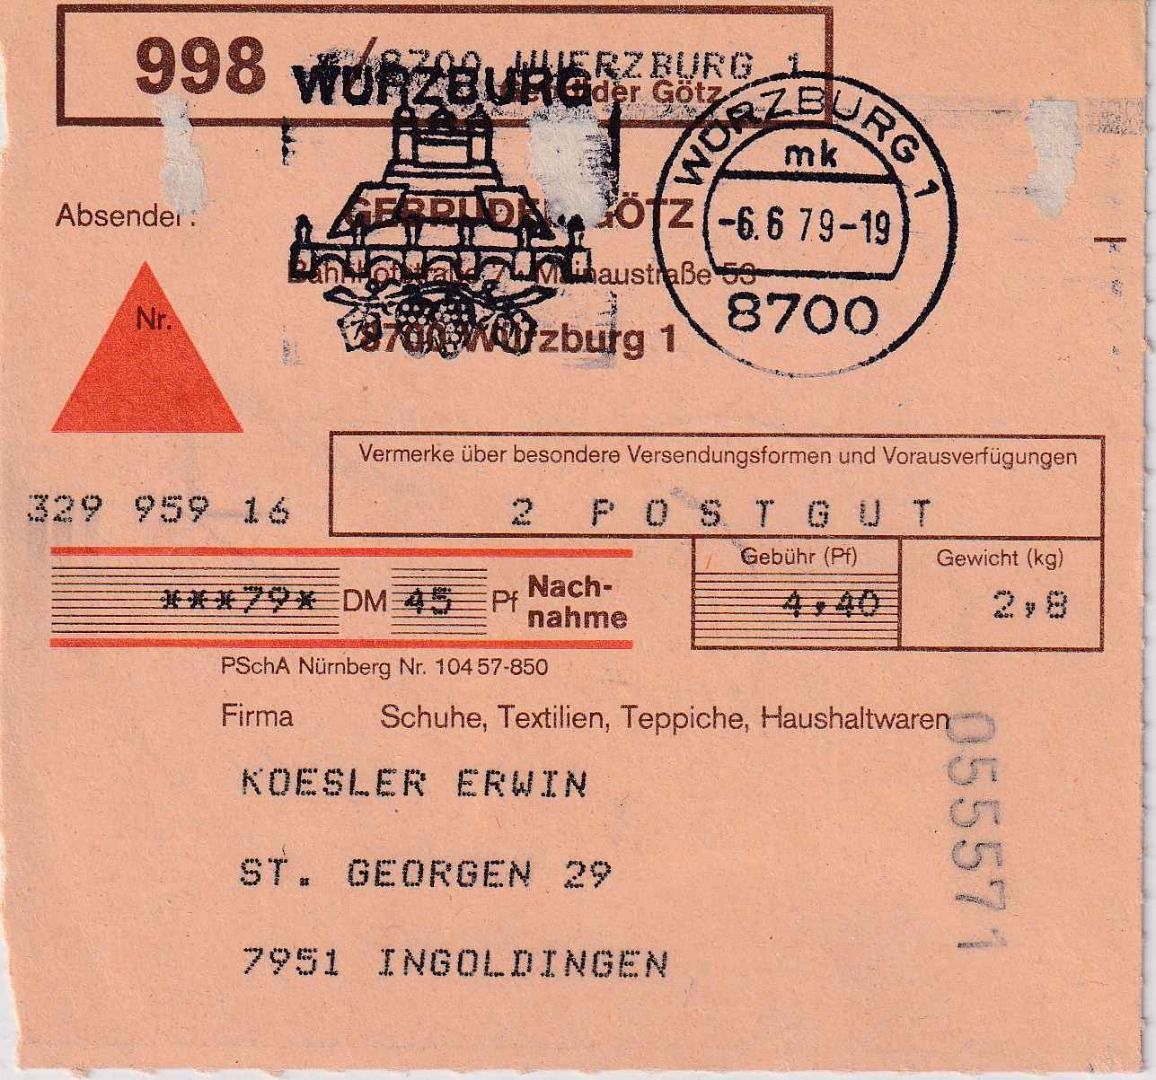 998 8700 WUERZBURG 1
Gebrüder Götz
WÜRZBURG
WÜRZBURG 1
mk
-6.6 79-19
8700
Absender:
GEBRÜDER GÖTZ
Bahnhofstraße 7 Mainaustraße 53
8700 Würzburg 1
Nr.
329 959 16
Vermerke über besondere Versendungsformen und Vorausverfügungen
2 POSTGUT
Gebühr (Pf) Gewicht (kg)
***79* DM 45 Pf Nach-
nahme
4,40 2,8
PSchA Nürnberg Nr. 104 57-850
Firma Schuhe, Textilien, Teppiche, Haushaltwaren
KOESLER ERWIN
ST. GEORGEN 29
7951 INGOLDINGEN
055571